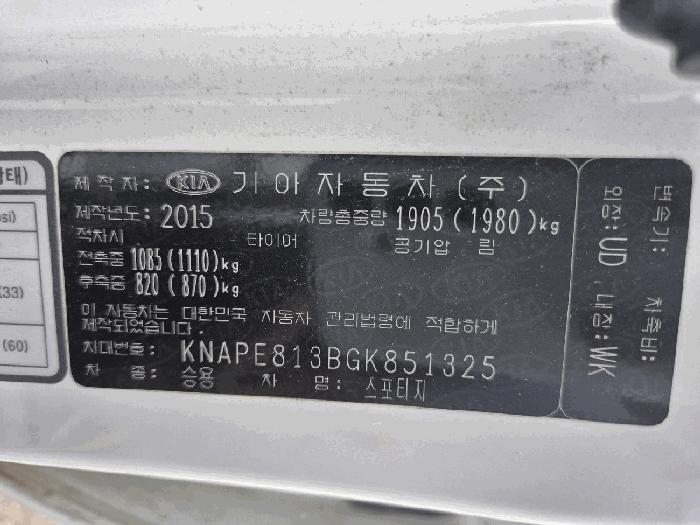 태)
si)
(33)
(60)
제 작 자: KIA 기아자동차 (주)
제작년도: 2015 차량총중량 1905 (1980)kg
적차시 타이어 공기압 림
전축중 1085 (1110)kg
후축중 820 (870)kg
이 자동차는 대한민국 자동차 관리법령에 적합하게
제작되었습니다.
차대번호: KNAPE813BGK851325
차 종: 승용 차 명: 스포티지
변속기: 차축비:
외장: UD, 내장: WK